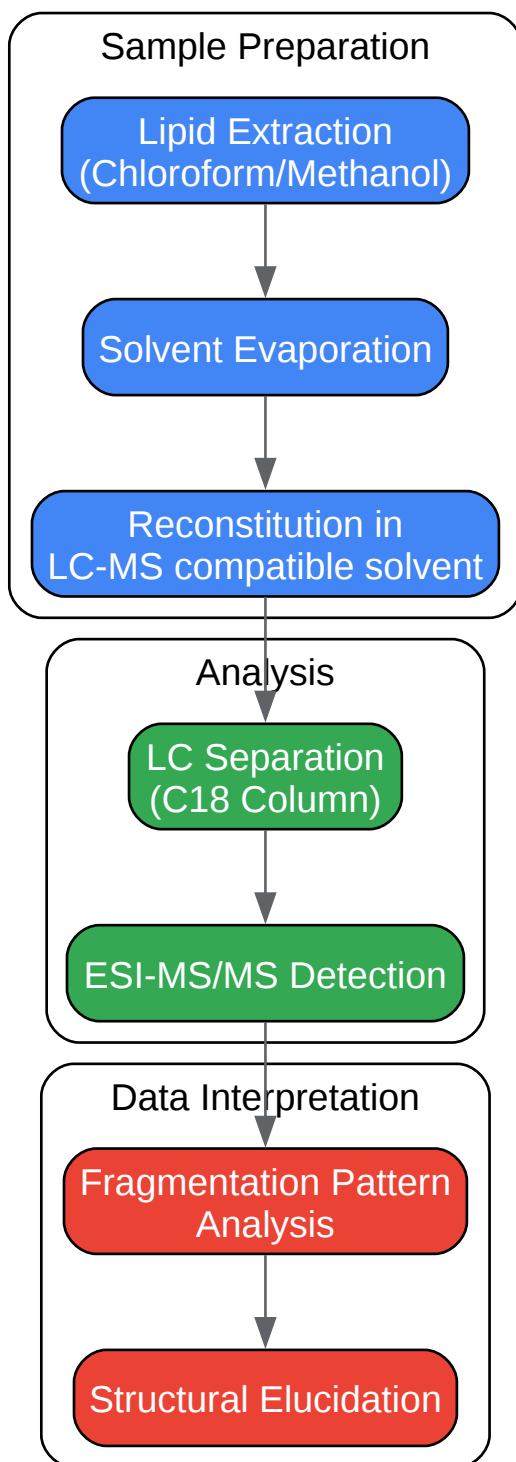 Sample Preparation
Lipid Extraction
(Chloroform/Methanol)
Solvent Evaporation
Reconstitution in
LC-MS compatible solvent
Analysis
LC Separation
(C18 Column)
ESI-MS/MS Detection
Data Interpretation
Fragmentation Pattern
Analysis
Structural Elucidation